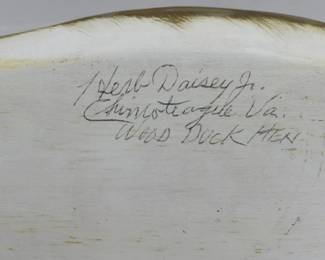 Herb Daisey Jr.
Chincoteague Va.
WOOD DUCK HEN